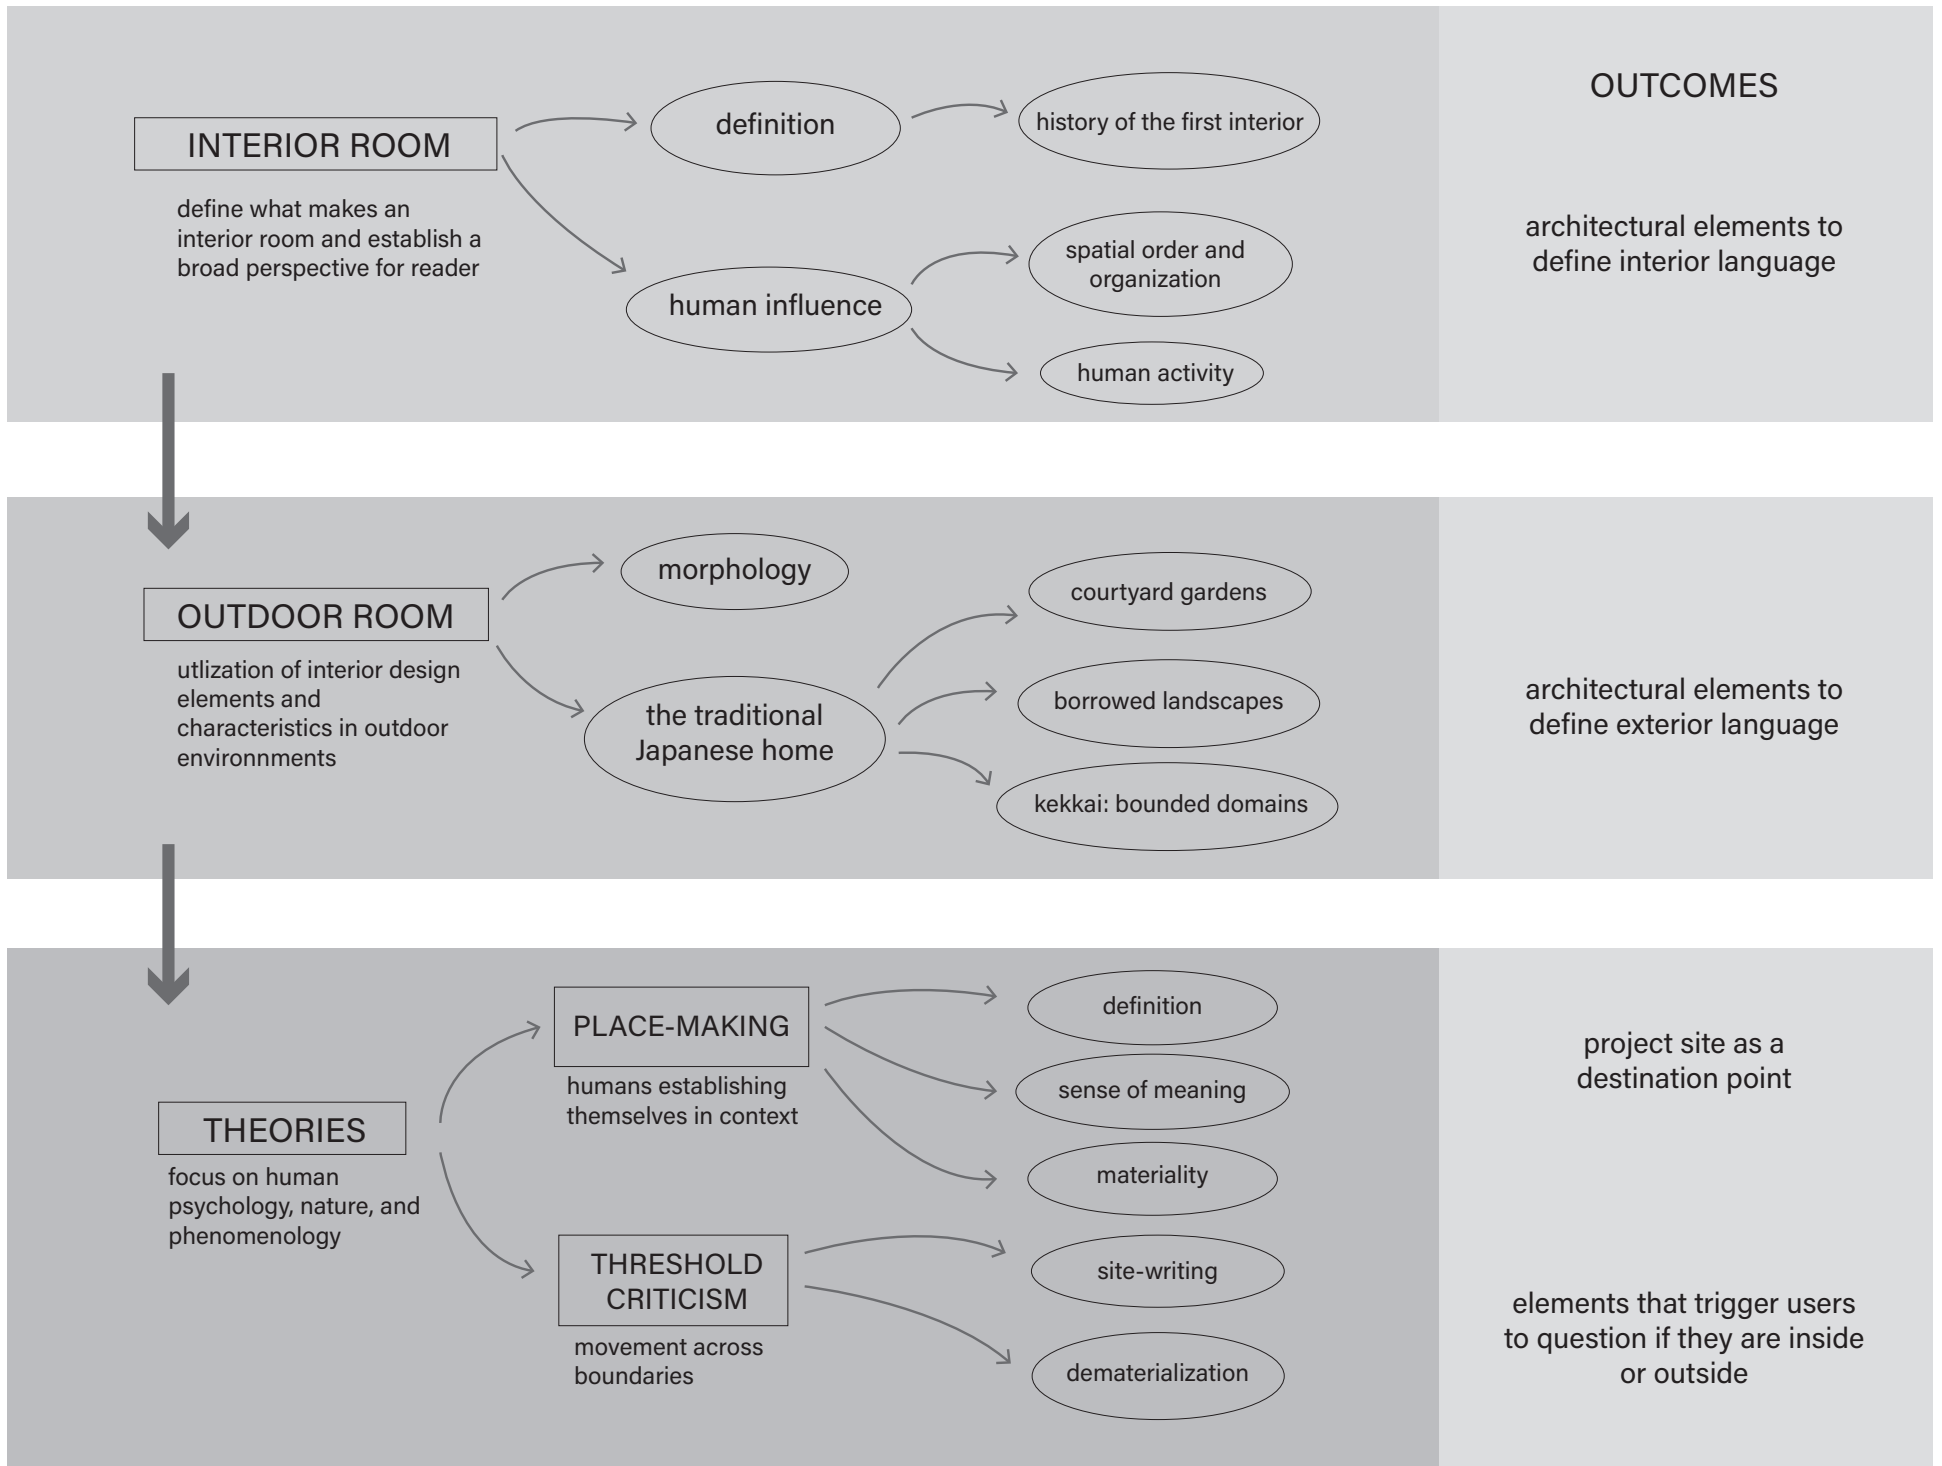 OUTCOMES
INTERIOR ROOM
define what makes an
interior room and establish a
broad perspective for reader
definition
history of the first interior
human influence
spatial order and
organization
human activity
architectural elements to
define interior language
OUTDOOR ROOM
utlization of interior design
elements and
characteristics in outdoor
environnments
morphology
the traditional
Japanese home
courtyard gardens
borrowed landscapes
kekkai: bounded domains
architectural elements to
define exterior language
THEORIES
focus on human
psychology, nature, and
phenomenology
PLACE-MAKING
humans establishing
themselves in context
definition
sense of meaning
materiality
project site as a
destination point
THRESHOLD
CRITICISM
movement across
boundaries
site-writing
dematerialization
elements that trigger users
to question if they are inside
or outside